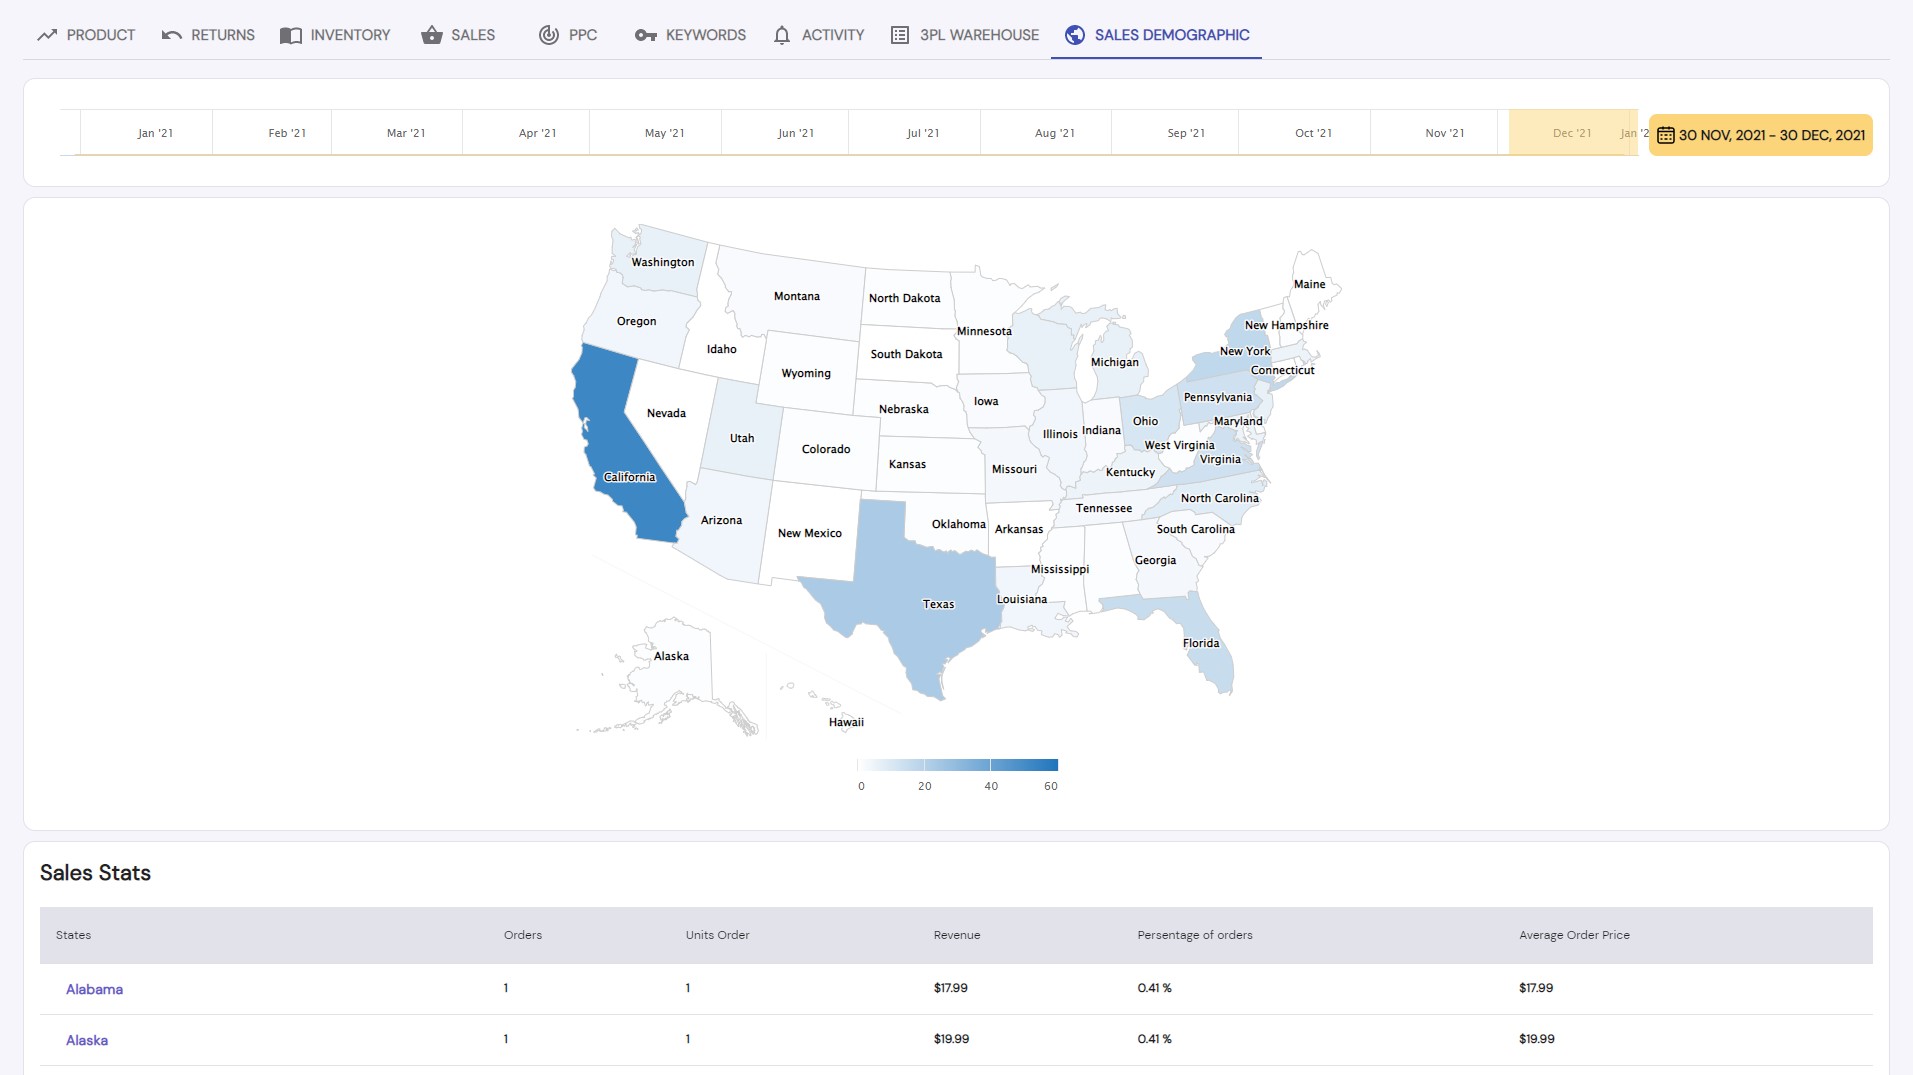 PRODUCT RETURNS INVENTORY SALES PPC KEYWORDS ACTIVITY 3PL WAREHOUSE SALES DEMOGRAPHIC
Jan '21 Feb '21 Mar '21 Apr '21 May '21 Jun '21 Jul '21 Aug '21 Sep '21 Oct '21 Nov '21 Dec '21 Jan '2
30 NOV, 2021 - 30 DEC, 2021
Washington
Maine
Montana
North Dakota
Oregon
New Hampshire
Minnesota
Idaho
South Dakota
New York
Michigan
Connecticut
Wyoming
Pennsylvania
Iowa
Nebraska
Nevada
Ohio
Maryland
Illinois
Indiana
Utah
West Virginia
Colorado
Virginia
Kansas
Missouri
Kentucky
California
North Carolina
Tennessee
Arizona
Oklahoma
Arkansas
South Carolina
New Mexico
Georgia
Mississippi
Louisiana
Texas
Florida
Alaska
Hawaii
0 20 40 60
Sales Stats
States Orders Units Order Revenue Persentage of orders Average Order Price
Alabama 1 1 $17.99 0.41 % $17.99
Alaska 1 1 $19.99 0.41 % $19.99